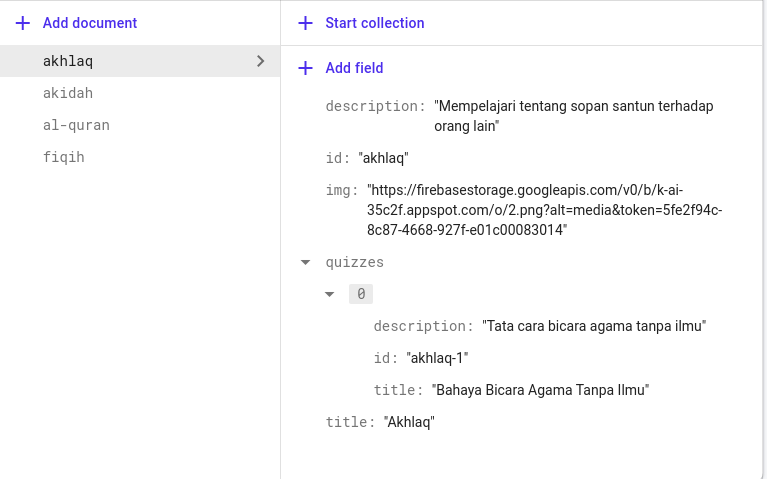 Add document
akhlaq
akidah
al-quran
fiqih
Start collection
Add field
description: "Mempelajari tentang sopan santun terhadap
orang lain"
id: "akhlaq"
img: "https://firebasestorage.googleapis.com/v0/b/k-ai-
35c2f.appspot.com/o/2.png?alt=media&token=5fe2f94c-
8c87-4668-927f-e01c00083014"
quizzes
0
description: "Tata cara bicara agama tanpa ilmu"
id: "akhlaq-1"
title: "Bahaya Bicara Agama Tanpa Ilmu"
title: "Akhlaq"